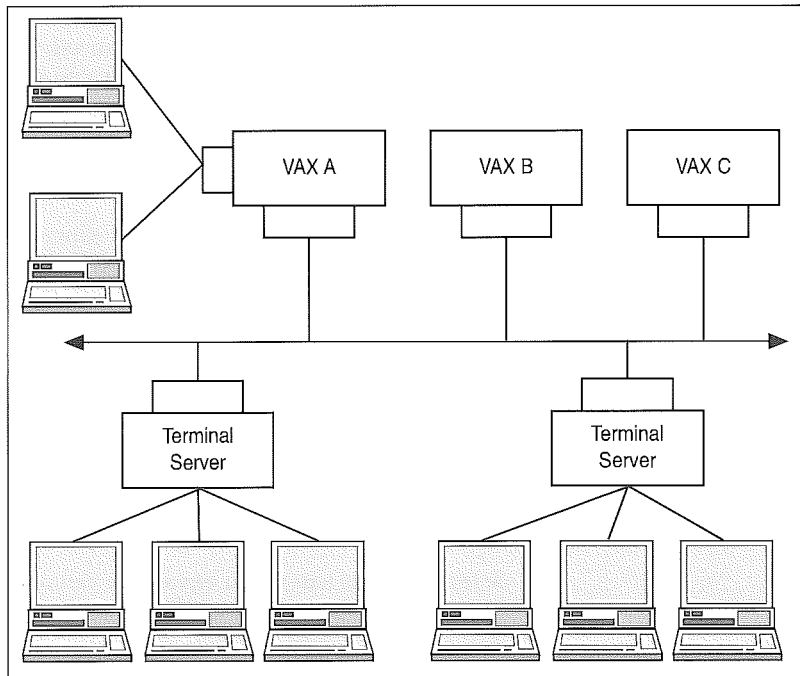 VAX A
VAX B
VAX C
Terminal
Server
Terminal
Server